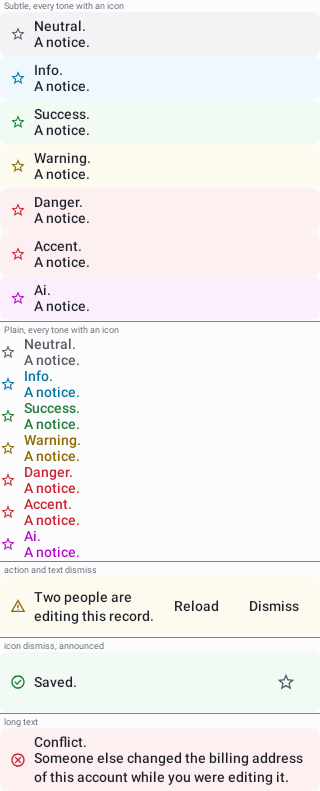 Subtle, every tone with an icon
Neutral.
A notice.
Info.
A notice.
Success.
A notice.
Warning.
A notice.
Danger.
A notice.
Accent.
A notice.
Ai.
A notice.
Plain, every tone with an icon
Neutral.
A notice.
Info.
A notice.
Success.
A notice.
Warning.
A notice.
Danger.
A notice.
Accent.
A notice.
Ai.
A notice.
action and text dismiss
Two people are
editing this record.
Reload
Dismiss
icon dismiss, announced
Saved.
long text
Conflict.
Someone else changed the billing address
of this account while you were editing it.